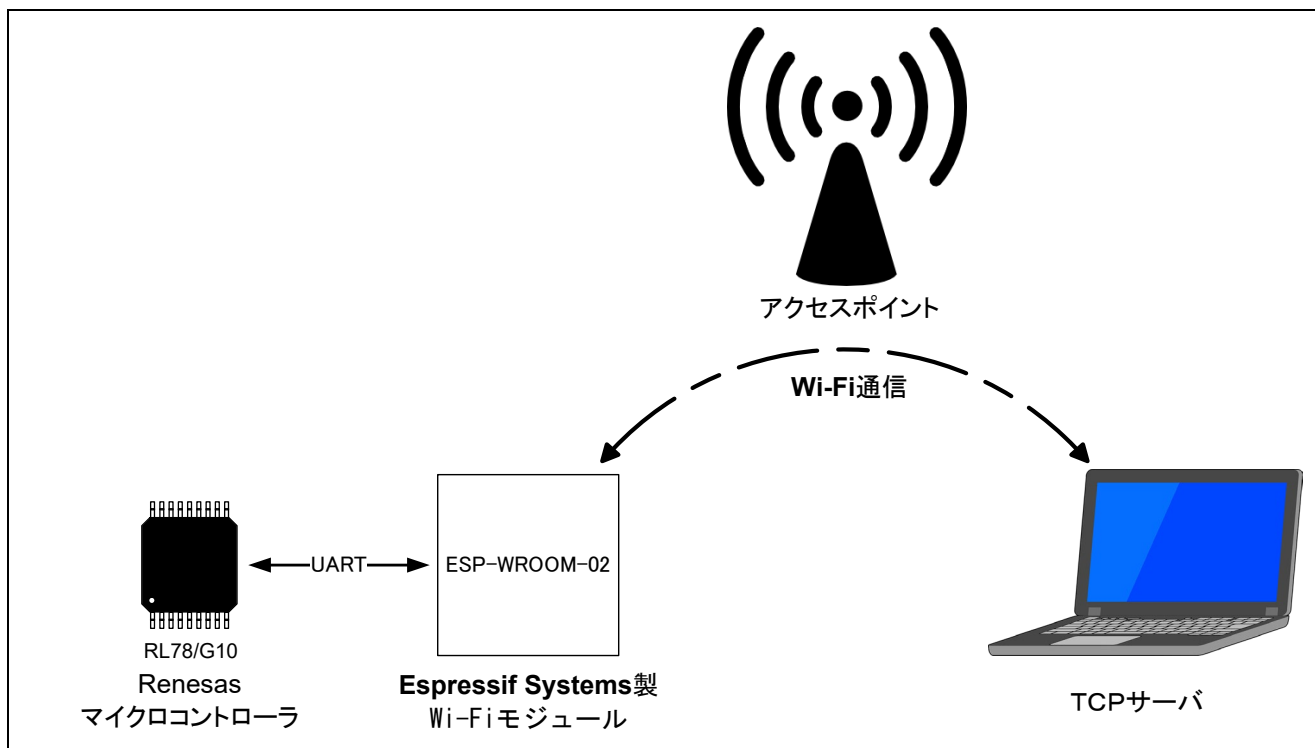 アクセスポイント
Wi-Fi通信
UART
ESP-WROOM-02
RL78/G10
Renesas
マイクロコントローラ
Espressif Systems製
Wi-Fiモジュール
TCPサーバ